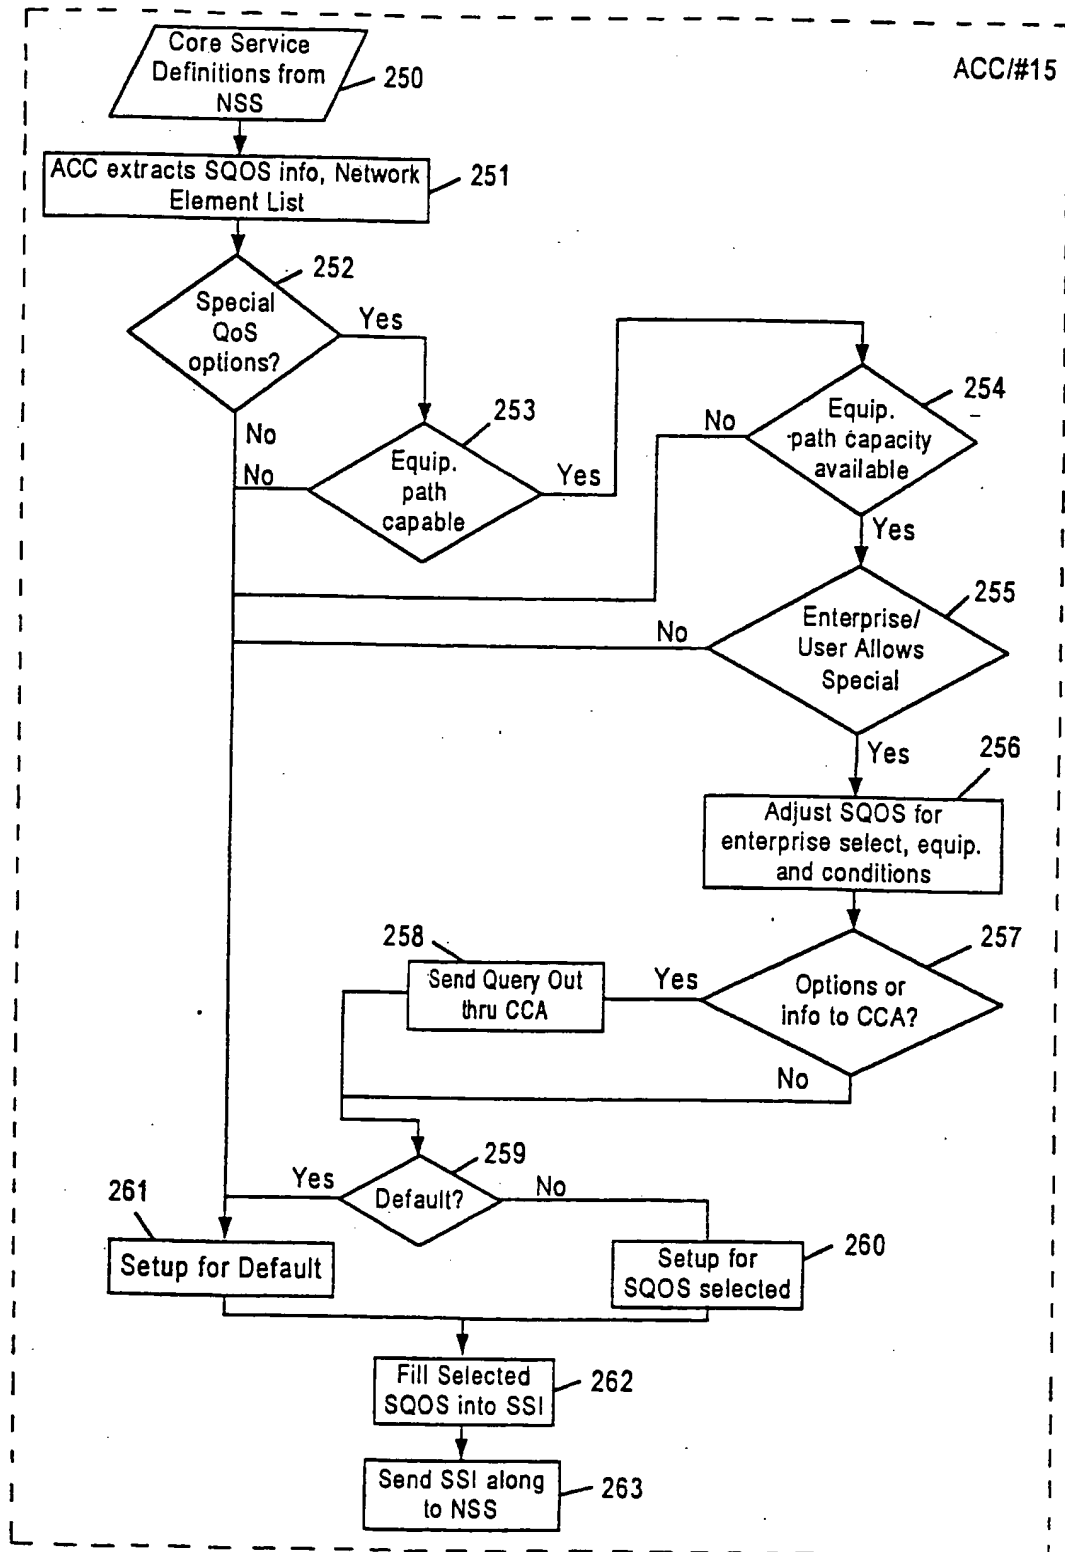 Core Service
Definitions from
NSS
250
ACC/#15
ACC extracts SQOS info, Network
Element List
251
252
Special
QoS
options?
Yes
No
253
Equip.
path
capable
No
Yes
254
Equip.
path capacity
available
No
Yes
255
Enterprise/
User Allows
Special
No
Yes
256
Adjust SQOS for
enterprise select, equip.
and conditions
257
Options or
info to CCA?
Yes
No
258
Send Query Out
thru CCA
259
Default?
Yes
No
261
Setup for Default
260
Setup for
SQOS selected
Fill Selected
SQOS into SSI
262
Send SSI along
to NSS
263